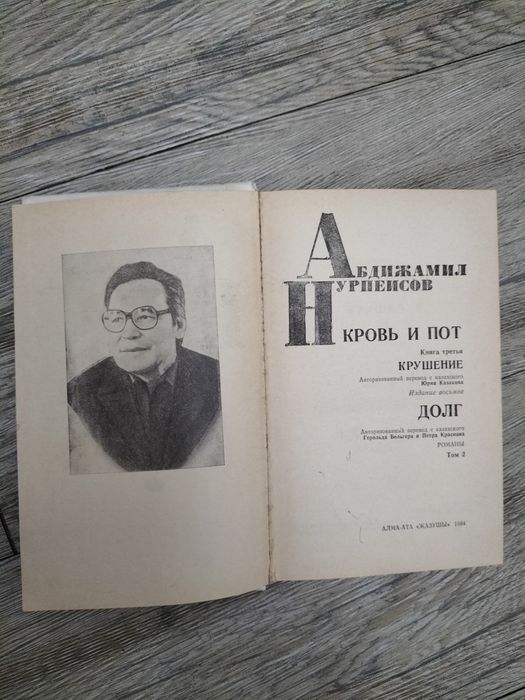 АБДИЖАМИЛ
НУРПЕИСОВ
КРОВЬ И ПОТ
Книга третья
КРУШЕНИЕ
Авторизованный перевод с казахского
Юрия Казакова
Издание восьмое
ДОЛГ
Авторизованный перевод с казахского
Герольда Бельгера и Петра Краснова
РОМАНЫ
Том 2
АЛМА-АТА «ЖАЗУШЫ» 1984